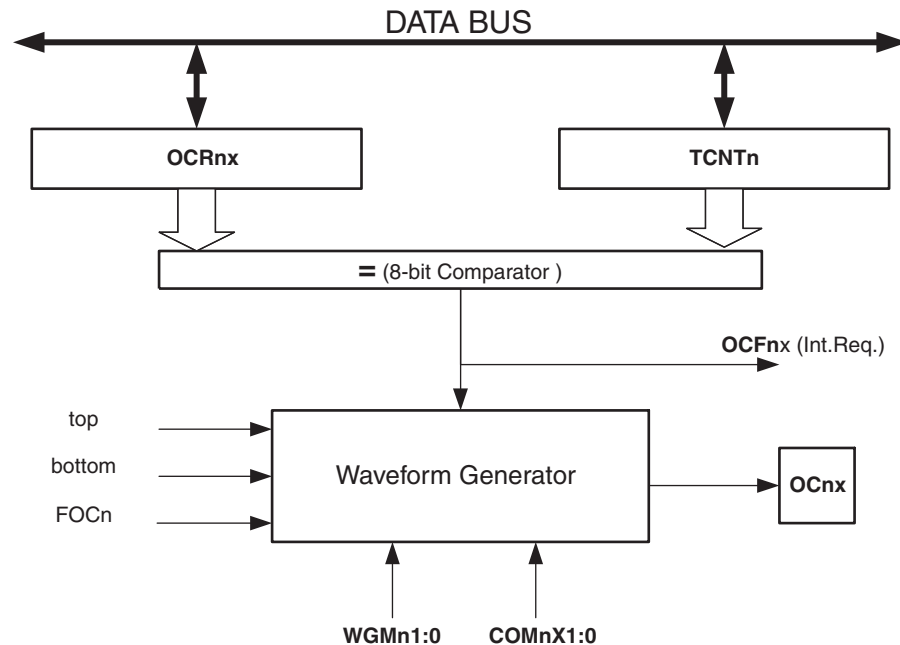 DATA BUS
OCRnx
TCNTn
= (8-bit Comparator )
OCFnx (Int.Req.)
top
bottom
FOCn
Waveform Generator
OCnx
WGMn1:0
COMnX1:0